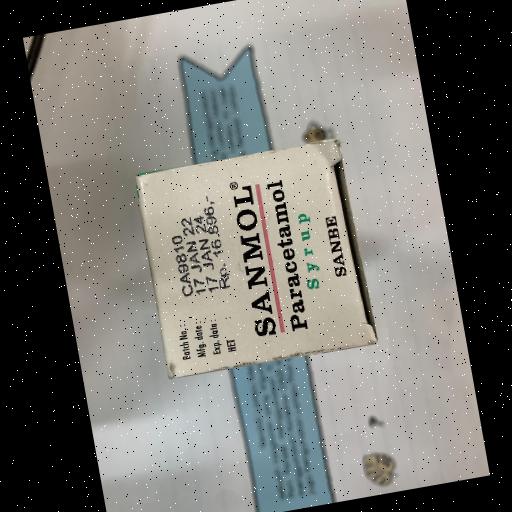 Batch No. : CA9810
Mfg. date : 17 JAN 22
Exp. date : 17 JAN 24
HET : Rp. 16.896,-
SANMOL®
Paracetamol
Syrup
SANBE